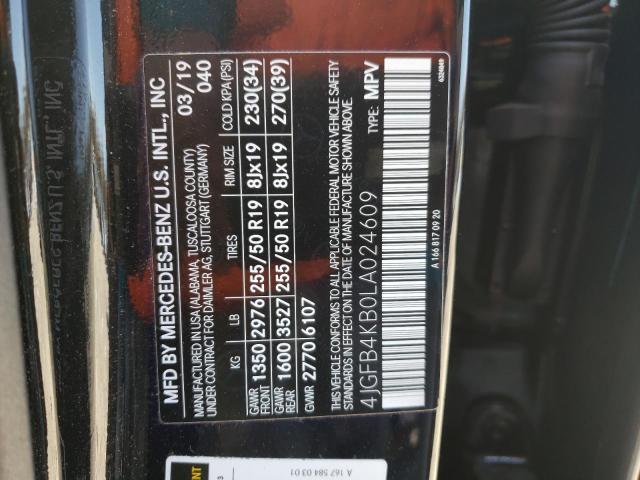 MFD BY MERCEDES-BENZ U.S. INTL., INC
MANUFACTURED IN USA (ALABAMA, TUSCALOOSA COUNTY) 03/19
UNDER CONTRACT FOR DAIMLER AG, STUTTGART (GERMANY) 040
KG LB TIRES RIM SIZE COLD KPA(PSI)
GAWR FRONT 1350 2976 255/50 R19 8Jx19 230(34)
GAWR REAR 1600 3527 255/50 R19 8Jx19 270(39)
GVWR 2770 6107
THIS VEHICLE CONFORMS TO ALL APPLICABLE FEDERAL MOTOR VEHICLE SAFETY
STANDARDS IN EFFECT ON THE DATE OF MANUFACTURE SHOWN ABOVE.
4JGFB4KB0LA024609 TYPE: MPV
A 166 817 09 20
6324849
A 167 584 03 01